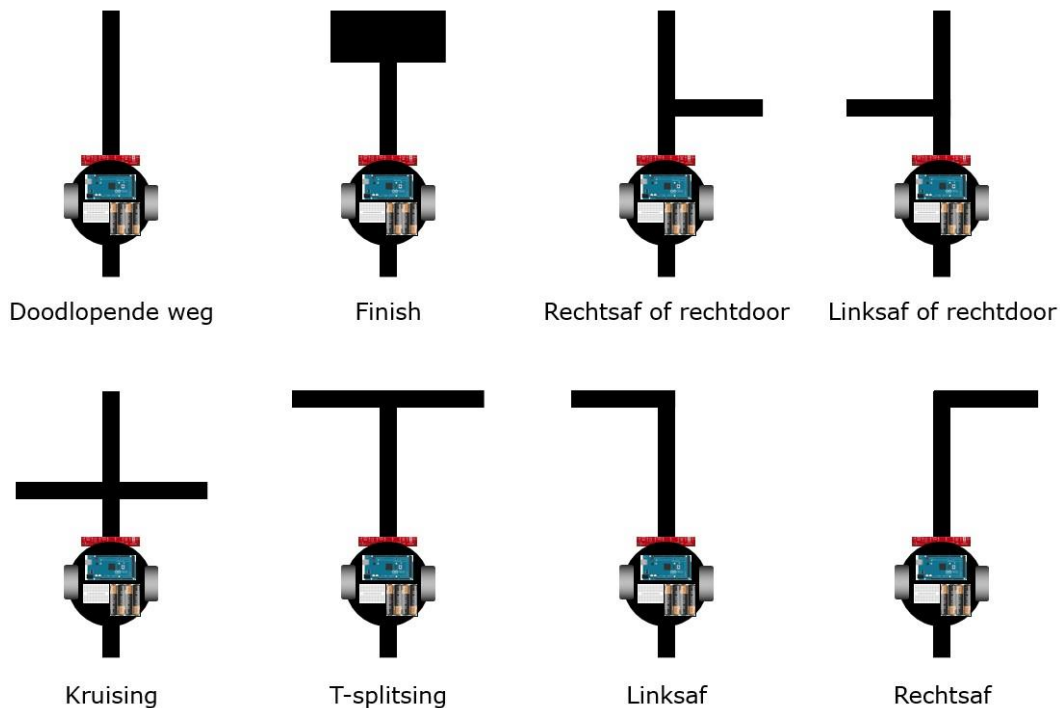 Doodlopende weg
Finish
Rechtsaf of rechtdoor
Linksaf of rechtdoor
Kruising
T-splitsing
Linksaf
Rechtsaf